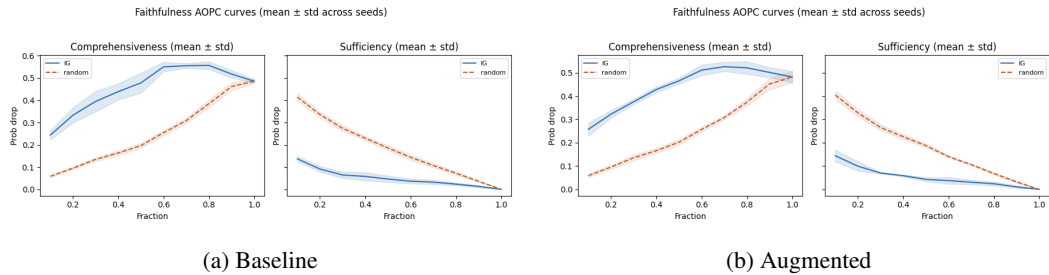 Faithfulness AOPC curves (mean ± std across seeds)
Comprehensiveness (mean ± std)
Sufficiency (mean ± std)
0.6
0.5
0.4
0.3
0.2
0.1
0.0
Prob drop
IG
random
0.2 0.4 0.6 0.8 1.0
Fraction
Prob drop
IG
random
0.2 0.4 0.6 0.8 1.0
Fraction
(a) Baseline
Faithfulness AOPC curves (mean ± std across seeds)
Comprehensiveness (mean ± std)
Sufficiency (mean ± std)
0.5
0.4
0.3
0.2
0.1
0.0
Prob drop
IG
random
0.2 0.4 0.6 0.8 1.0
Fraction
Prob drop
IG
random
0.2 0.4 0.6 0.8 1.0
Fraction
(b) Augmented